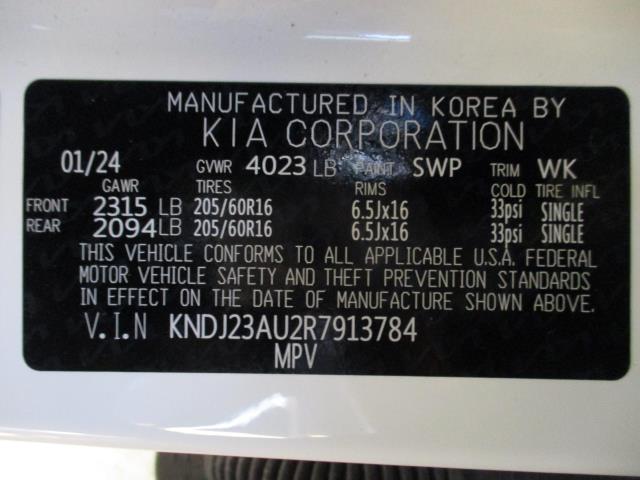 MANUFACTURED IN KOREA BY
KIA CORPORATION
01/24 GVWR 4023 LB PAINT SWP TRIM WK
GAWR TIRES RIMS COLD TIRE INFL
FRONT 2315 LB 205/60R16 6.5Jx16 33psi SINGLE
REAR 2094 LB 205/60R16 6.5Jx16 33psi SINGLE
THIS VEHICLE CONFORMS TO ALL APPLICABLE U.S.A. FEDERAL
MOTOR VEHICLE SAFETY AND THEFT PREVENTION STANDARDS
IN EFFECT ON THE DATE OF MANUFACTURE SHOWN ABOVE.
V.I.N KNDJ23AU2R7913784
MPV